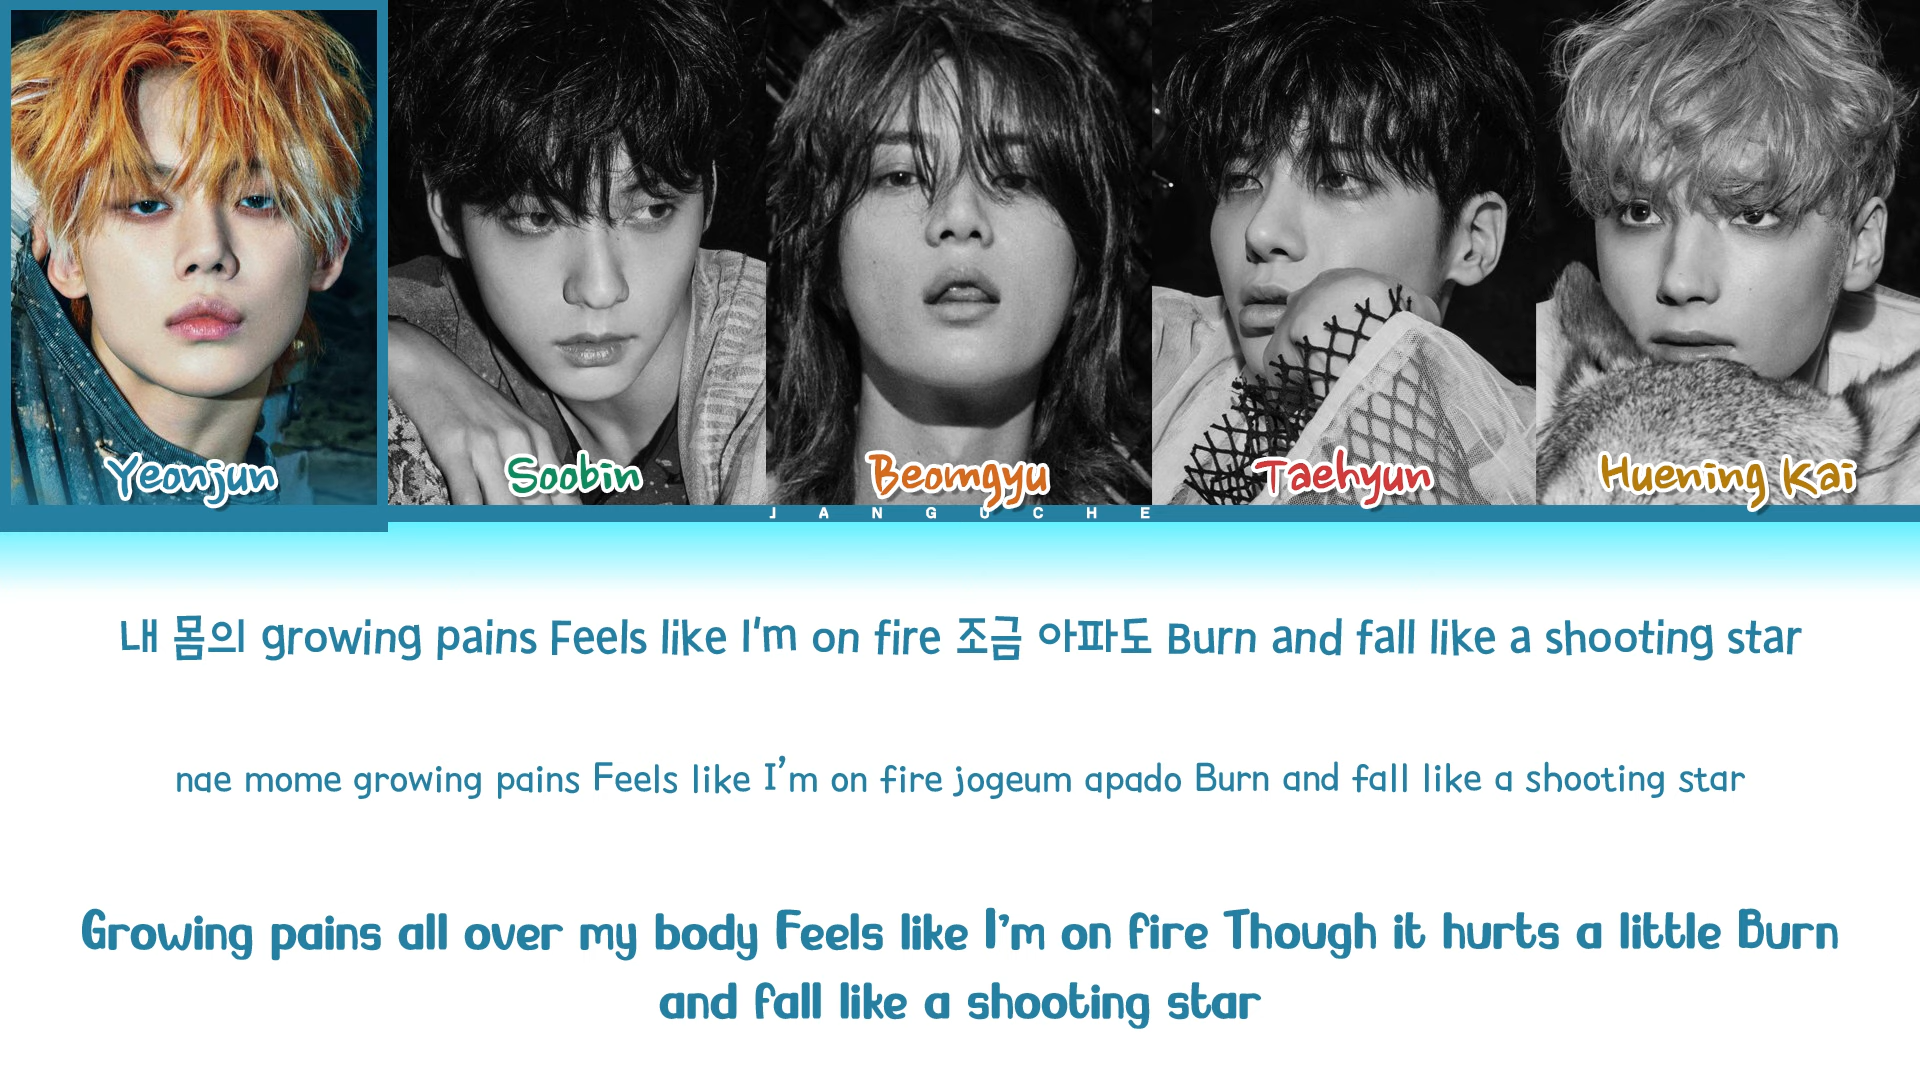 Yeonjun Soobin Beomgyu Taehyun Huening Kai
JANGUCHE
내 몸의 growing pains Feels like I'm on fire 조금 아파도 Burn and fall like a shooting star
nae mome growing pains Feels like I'm on fire jogeum apado Burn and fall like a shooting star
Growing pains all over my body Feels like I'm on fire Though it hurts a little Burn
and fall like a shooting star